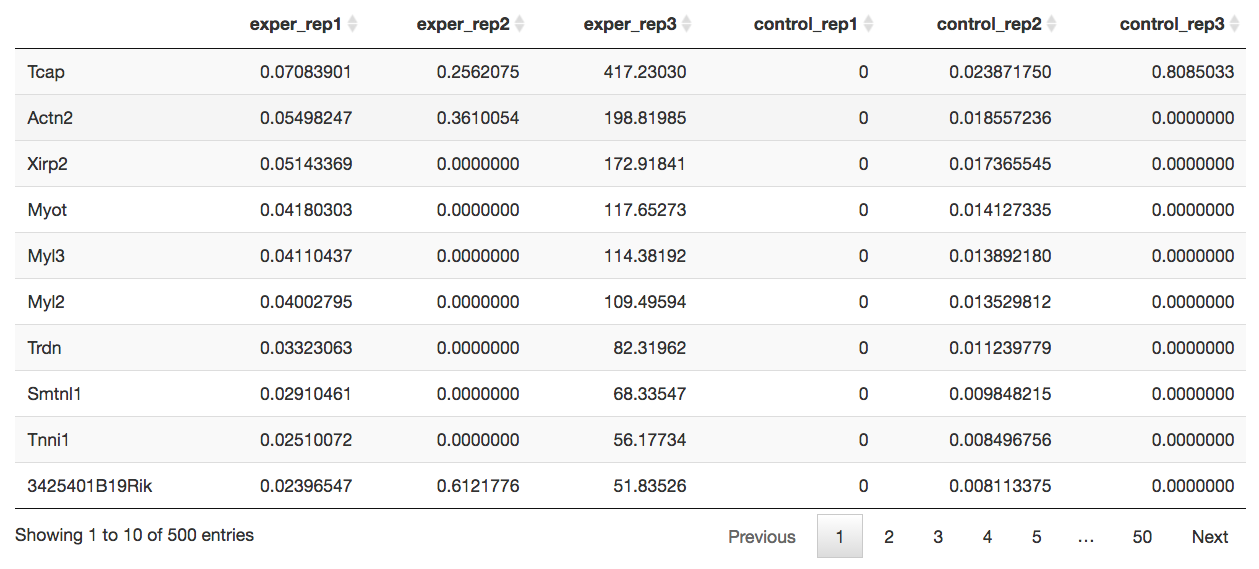 exper_rep1 exper_rep2 exper_rep3 control_rep1 control_rep2 control_rep3
Tcap 0.07083901 0.2562075 417.23030 0 0.023871750 0.8085033
Actn2 0.05498247 0.3610054 198.81985 0 0.018557236 0.0000000
Xirp2 0.05143369 0.0000000 172.91841 0 0.017365545 0.0000000
Myot 0.04180303 0.0000000 117.65273 0 0.014127335 0.0000000
Myl3 0.04110437 0.0000000 114.38192 0 0.013892180 0.0000000
Myl2 0.04002795 0.0000000 109.49594 0 0.013529812 0.0000000
Trdn 0.03323063 0.0000000 82.31962 0 0.011239779 0.0000000
Smtnl1 0.02910461 0.0000000 68.33547 0 0.009848215 0.0000000
Tnni1 0.02510072 0.0000000 56.17734 0 0.008496756 0.0000000
3425401B19Rik 0.02396547 0.6121776 51.83526 0 0.008113375 0.0000000
Showing 1 to 10 of 500 entries Previous 1 2 3 4 5 … 50 Next